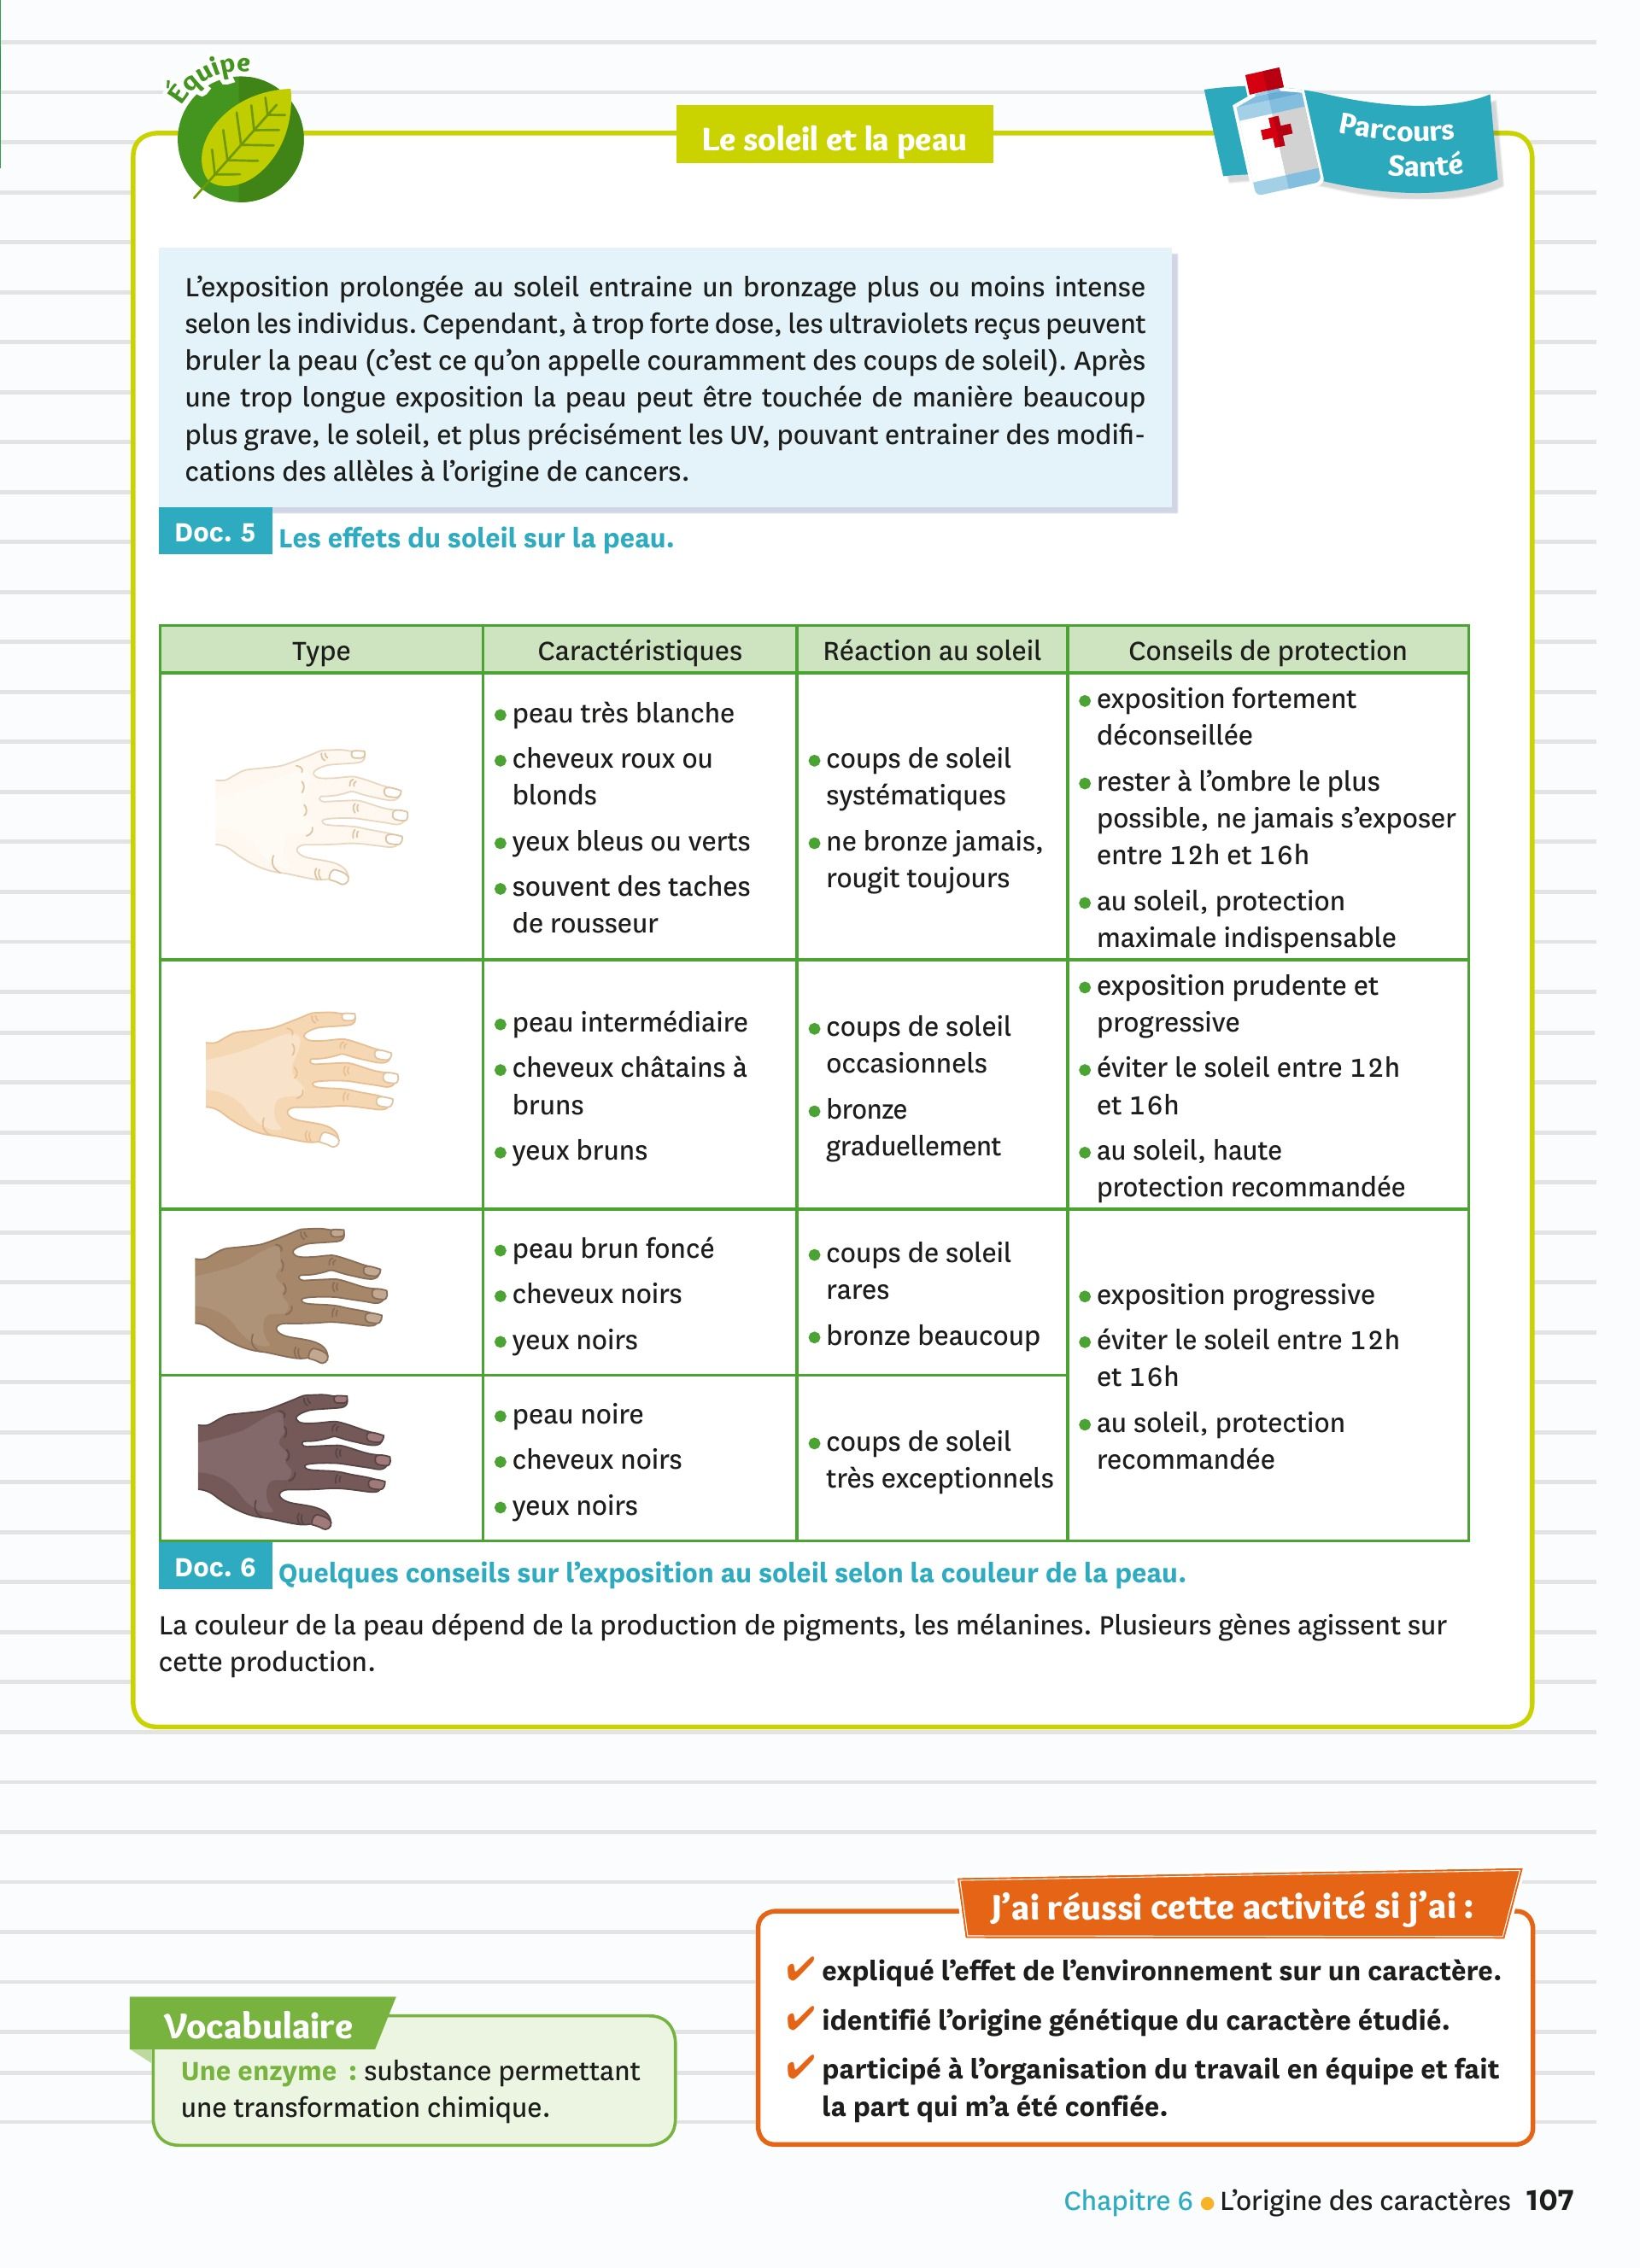 Équipe
Le soleil et la peau
Parcours
Santé
L’exposition prolongée au soleil entraine un bronzage plus ou moins intense
selon les individus. Cependant, à trop forte dose, les ultraviolets reçus peuvent
bruler la peau (c’est ce qu’on appelle couramment des coups de soleil). Après
une trop longue exposition la peau peut être touchée de manière beaucoup
plus grave, le soleil, et plus précisément les UV, pouvant entrainer des modifi-
cations des allèles à l’origine de cancers.
Doc. 5 Les effets du soleil sur la peau.
Type Caractéristiques Réaction au soleil Conseils de protection
• peau très blanche
• cheveux roux ou
blonds
• yeux bleus ou verts
• souvent des taches
de rousseur
• coups de soleil
systématiques
• ne bronze jamais,
rougit toujours
• exposition fortement
déconseillée
• rester à l’ombre le plus
possible, ne jamais s’exposer
entre 12h et 16h
• au soleil, protection
maximale indispensable
• peau intermédiaire
• cheveux châtains à
bruns
• yeux bruns
• coups de soleil
occasionnels
• bronze
graduellement
• exposition prudente et
progressive
• éviter le soleil entre 12h
et 16h
• au soleil, haute
protection recommandée
• peau brun foncé
• cheveux noirs
• yeux noirs
• coups de soleil
rares
• bronze beaucoup
• exposition progressive
• éviter le soleil entre 12h
et 16h
• au soleil, protection
recommandée
• peau noire
• cheveux noirs
• yeux noirs
• coups de soleil
très exceptionnels
Doc. 6 Quelques conseils sur l’exposition au soleil selon la couleur de la peau.
La couleur de la peau dépend de la production de pigments, les mélanines. Plusieurs gènes agissent sur
cette production.
Vocabulaire
Une enzyme : substance permettant
une transformation chimique.
J’ai réussi cette activité si j’ai :
✔ expliqué l’effet de l’environnement sur un caractère.
✔ identifié l’origine génétique du caractère étudié.
✔ participé à l’organisation du travail en équipe et fait
la part qui m’a été confiée.
Chapitre 6 • L’origine des caractères 107